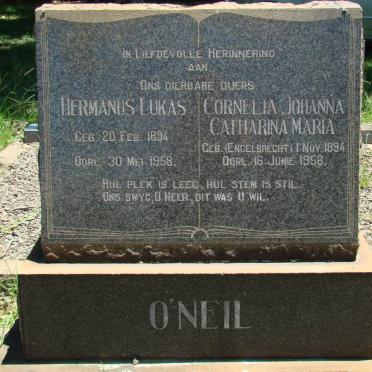 In Liefdevolle Herinnering
aan
Ons dierbare ouers
Hermanus Lukas
Geb. 20 Feb. 1894
Oorl. 30 Mei 1958.
Cornelia Johanna
Catharina Maria
Geb. (Engelbrecht) 1 Nov. 1894
Oorl. 16 Junie 1958.
Hul plek is leeg, hul stem is stil.
Ons swyg, O Heer, dit was U wil.
O'NEIL